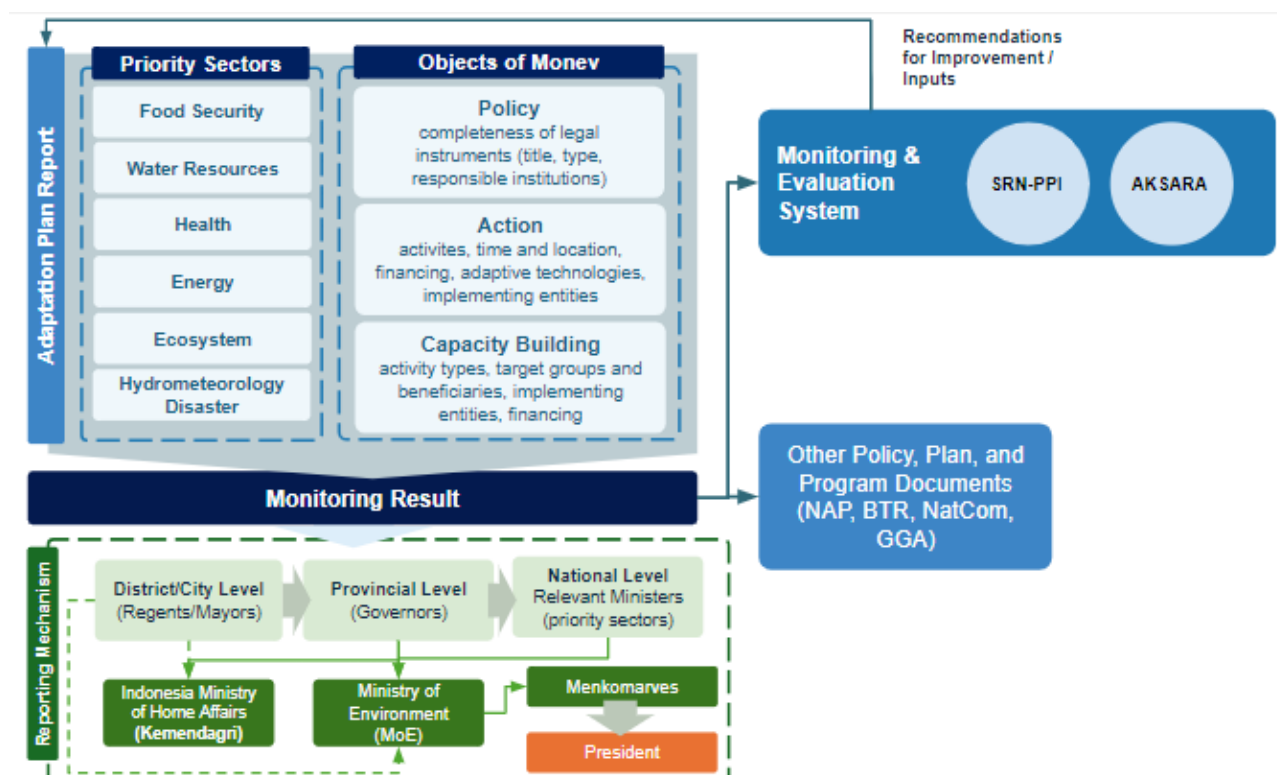 Recommendations
for Improvement /
Inputs
Adaptation Plan Report
Priority Sectors
Food Security
Water Resources
Health
Energy
Ecosystem
Hydrometeorology
Disaster
Objects of Monev
Policy
completeness of legal
instruments (title, type,
responsible institutions)
Action
activites, time and location,
financing, adaptive technologies,
implementing entities
Capacity Building
activity types, target groups and
beneficiaries, implementing
entities, financing
Monitoring &
Evaluation
System
SRN-PPI
AKSARA
Monitoring Result
Other Policy, Plan, and
Program Documents
(NAP, BTR, NatCom,
GGA)
Reporting Mechanism
District/City Level
(Regents/Mayors)
Provincial Level
(Governors)
National Level
Relevant Ministers
(priority sectors)
Indonesia Ministry
of Home Affairs
(Kemendagri)
Ministry of
Environment
(MoE)
Menkomarves
President